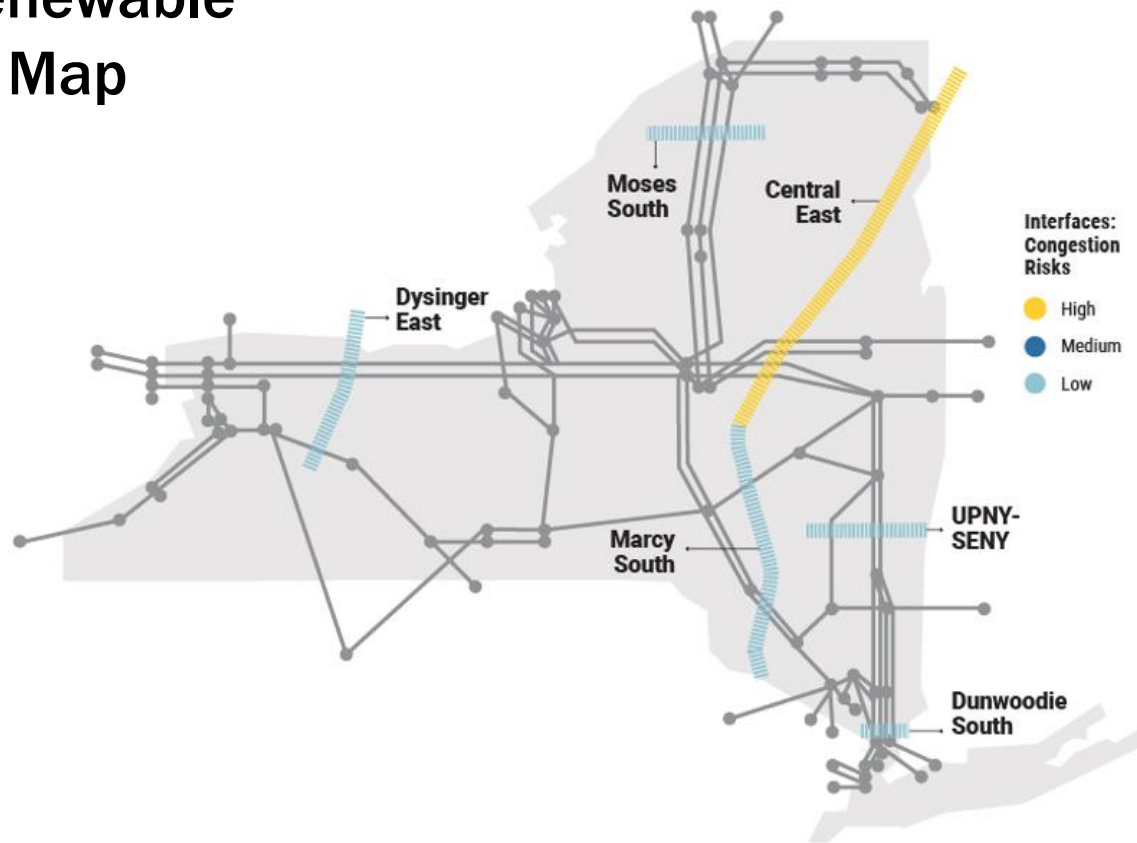 Map
Moses
South
Central
East
Interfaces:
Congestion
Risks
High
Medium
Low
Dysinger
East
Marcy
South
UPNY-
SENY
Dunwoodie
South